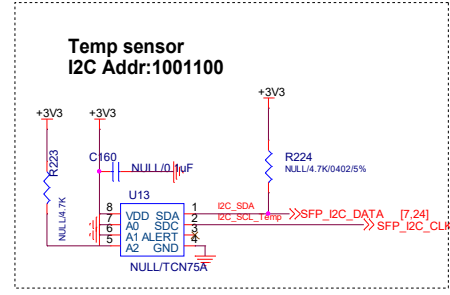 Temp sensor
I2C Addr:1001100
+3V3
+3V3
+3V3
R223
NULL/4.7K
C160
NULL/0.1uF
R224
NULL/4.7K/0402/5%
U13
8
7
6
5
VDD SDA
A0 SDC
A1 ALERT
A2 GND
1
2
3
4
NULL/TCN75A
I2C_SDA
I2C_SCL_Temp
SFP_I2C_DATA [7,24]
SFP_I2C_CLK